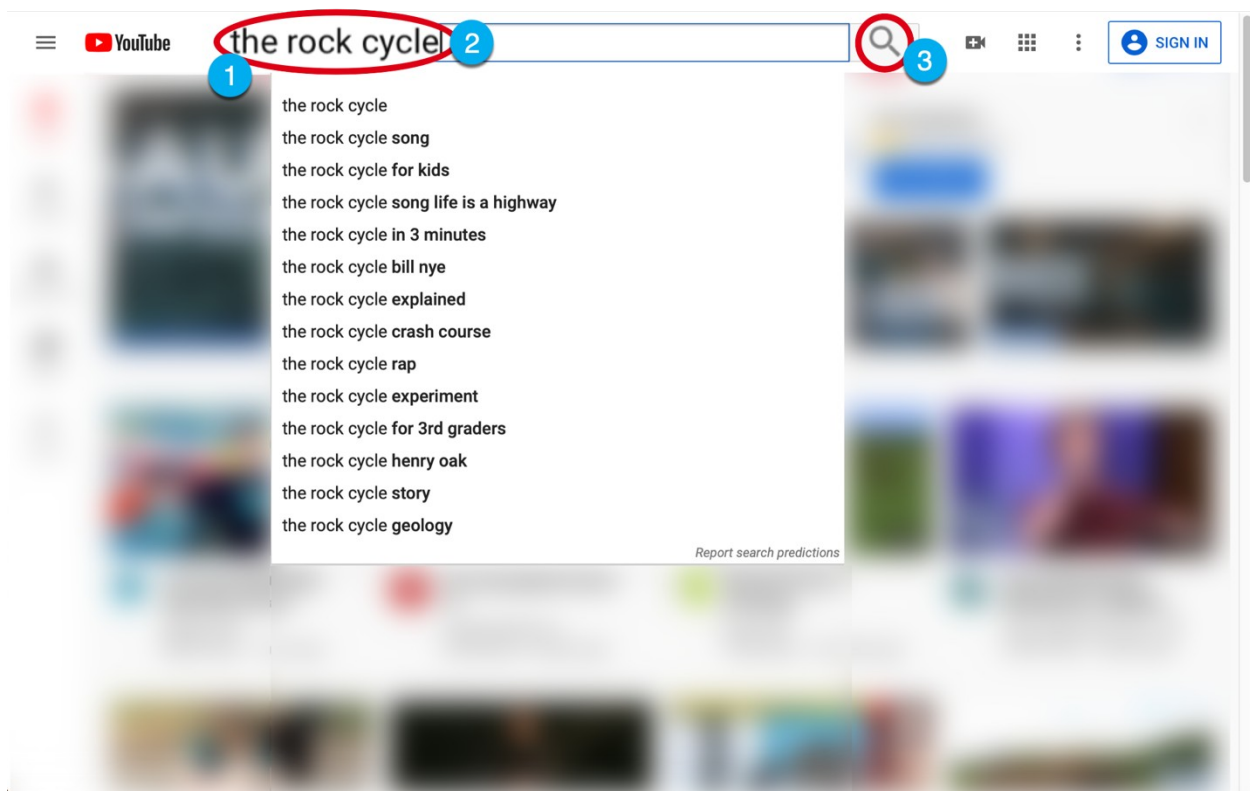 YouTube
the rock cycle
2
1
3
SIGN IN
the rock cycle
the rock cycle song
the rock cycle for kids
the rock cycle song life is a highway
the rock cycle in 3 minutes
the rock cycle bill nye
the rock cycle explained
the rock cycle crash course
the rock cycle rap
the rock cycle experiment
the rock cycle for 3rd graders
the rock cycle henry oak
the rock cycle story
the rock cycle geology
Report search predictions